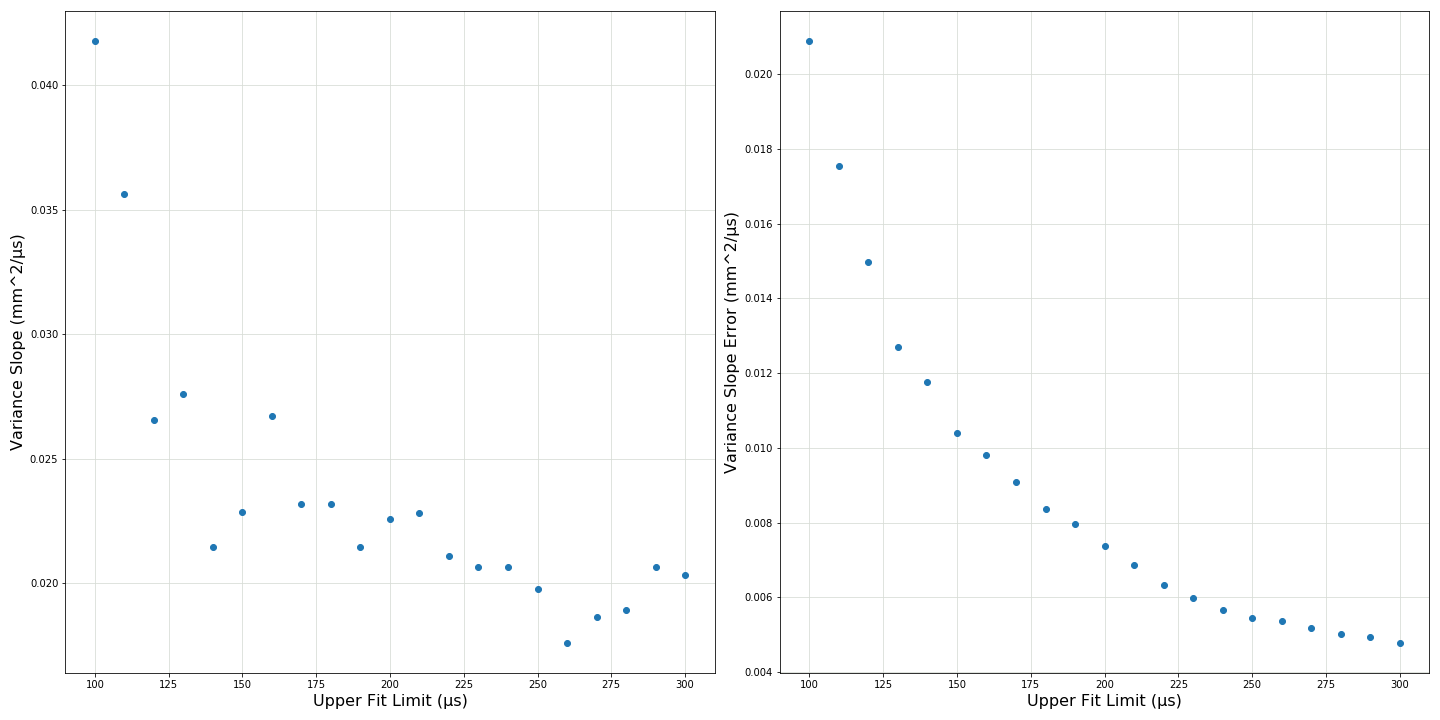 Variance Slope (mm^2/µs)
0.040
0.035
0.030
0.025
0.020
100 125 150 175 200 225 250 275 300
Upper Fit Limit (µs)
Variance Slope Error (mm^2/µs)
0.020
0.018
0.016
0.014
0.012
0.010
0.008
0.006
0.004
100 125 150 175 200 225 250 275 300
Upper Fit Limit (µs)